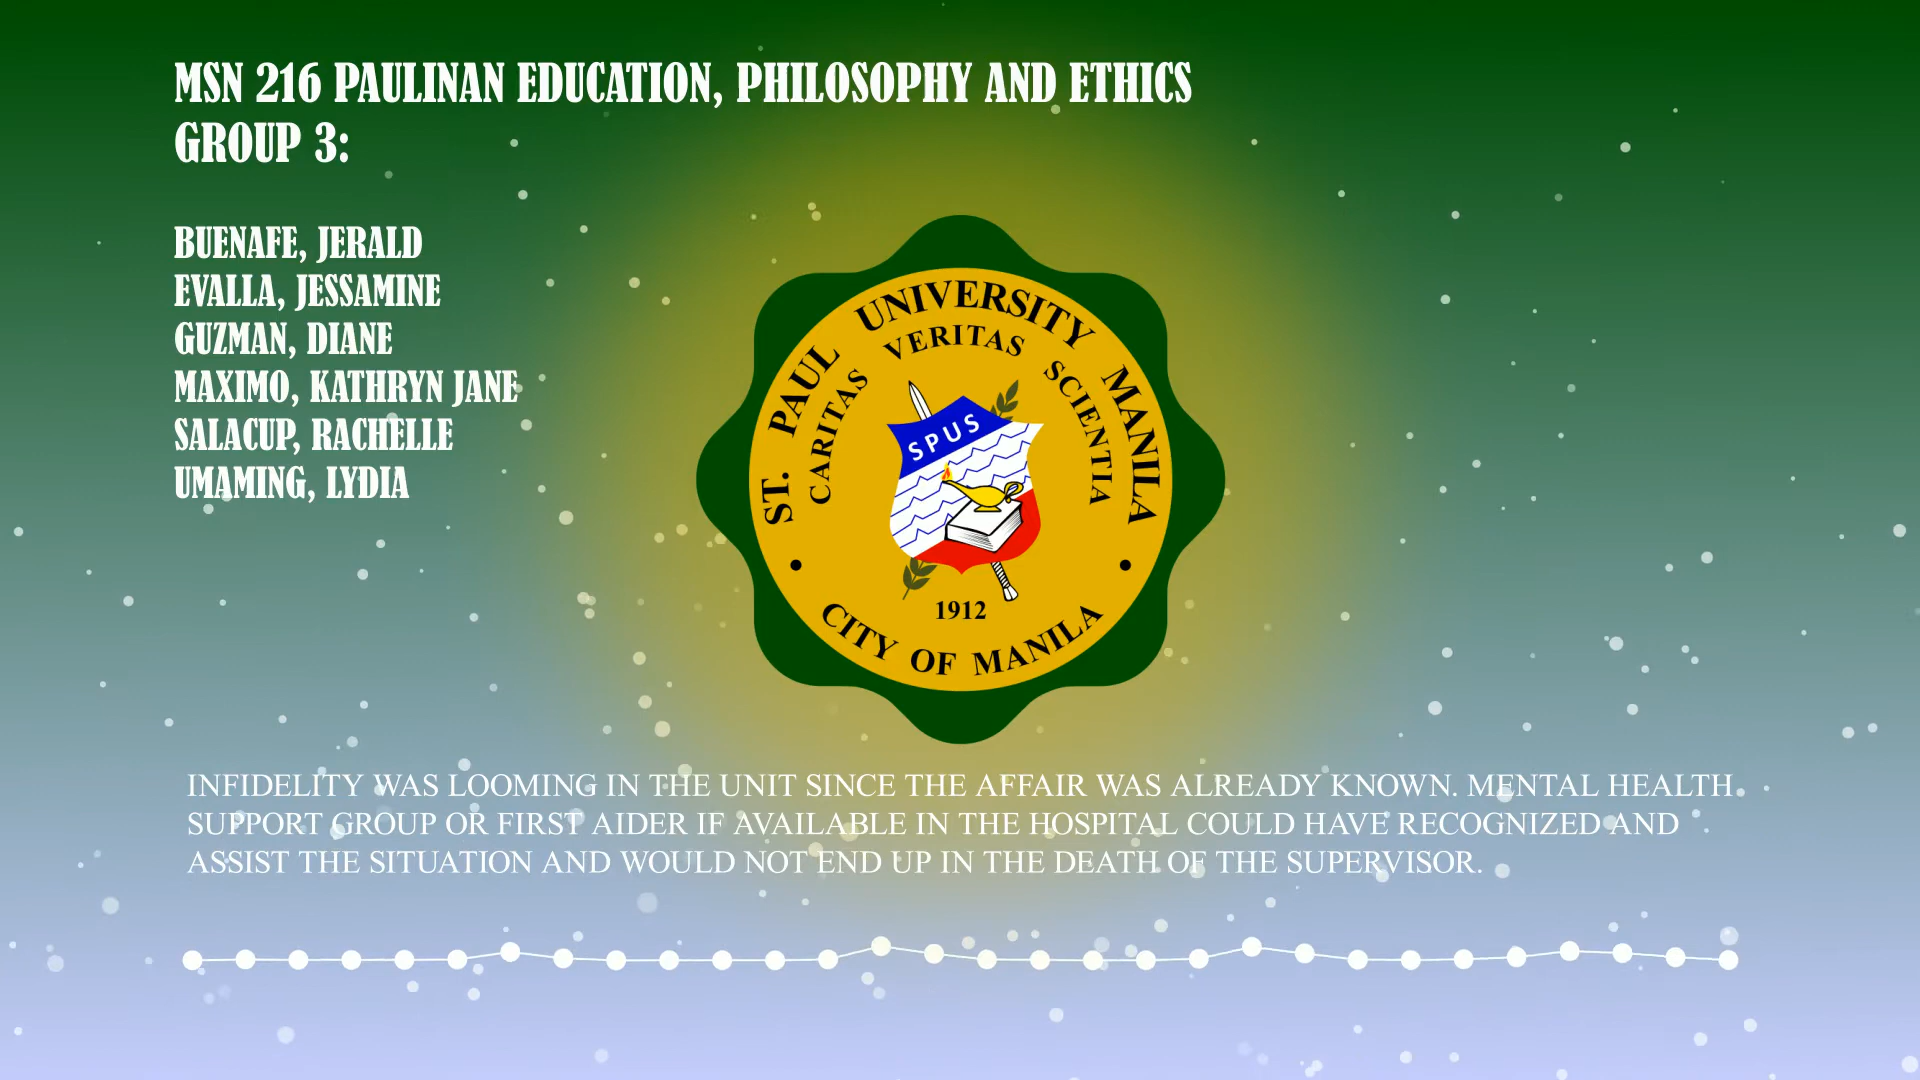 MSN 216 PAULINAN EDUCATION, PHILOSOPHY AND ETHICS
GROUP 3:
BUENAFE, JERALD
EVALLA, JESSAMINE
GUZMAN, DIANE
MAXIMO, KATHRYN JANE
SALACUP, RACHELLE
UMAMING, LYDIA
ST. PAUL UNIVERSITY MANILA
CARITAS VERITAS SCIENTIA
SPUS
1912
CITY OF MANILA
INFIDELITY WAS LOOMING IN THE UNIT SINCE THE AFFAIR WAS ALREADY KNOWN. MENTAL HEALTH
SUPPORT GROUP OR FIRST AIDER IF AVAILABLE IN THE HOSPITAL COULD HAVE RECOGNIZED AND
ASSIST THE SITUATION AND WOULD NOT END UP IN THE DEATH OF THE SUPERVISOR.